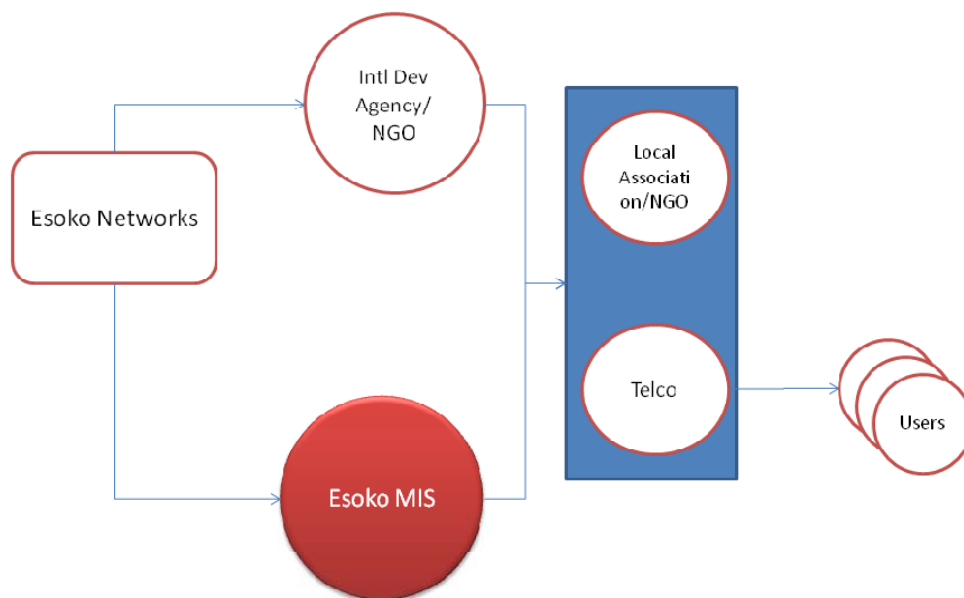 Intl Dev
Agency/
NGO
Local
Associati
on/NGO
Esoko Networks
Telco
Users
Esoko MIS